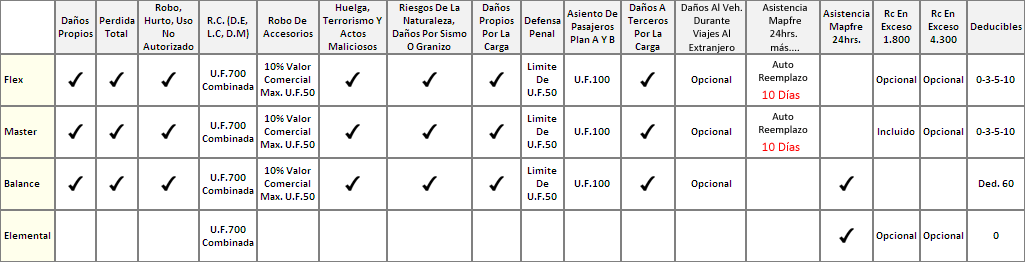 Daños Propios
Perdida Total
Robo, Hurto, Uso No Autorizado
R.C. (D.E, L.C, D.M)
Robo De Accesorios
Huelga, Terrorismo Y Actos Maliciosos
Riesgos De La Naturaleza, Daños Por Sismo O Granizo
Daños Propios Por La Carga
Defensa Penal
Asiento De Pasajeros Plan A Y B
Daños A Terceros Por La Carga
Daños Al Veh. Durante Viajes Al Extranjero
Asistencia Mapfre 24hrs. más....
Asistencia Mapfre 24hrs.
Rc En Exceso 1.800
Rc En Exceso 4.300
Deducibles
Flex
✓ ✓ ✓
U.F.700 Combinada
10% Valor Comercial Max. U.F.50
✓ ✓ ✓
Limite De U.F.50
U.F.100
✓
Opcional
Auto Reemplazo 10 Días
Opcional
Opcional
0-3-5-10
Master
✓ ✓ ✓
U.F.700 Combinada
10% Valor Comercial Max. U.F.50
✓ ✓ ✓
Limite De U.F.50
U.F.100
✓
Opcional
Auto Reemplazo 10 Días
Incluido
Opcional
0-3-5-10
Balance
✓ ✓ ✓
U.F.700 Combinada
10% Valor Comercial Max. U.F.50
✓ ✓ ✓
Limite De U.F.50
U.F.100
✓
Opcional
✓
Ded. 60
Elemental
U.F.700 Combinada
✓
Opcional
Opcional
0